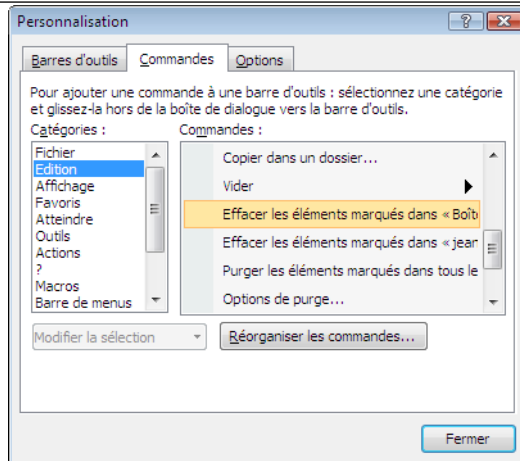 Personnalisation
Barres d'outils
Commandes
Options
Pour ajouter une commande à une barre d'outils : sélectionnez une catégorie
et glissez-la hors de la boîte de dialogue vers la barre d'outils.
Catégories :
Commandes :
Fichier
Edition
Affichage
Favoris
Atteindre
Outils
Actions
?
Macros
Barre de menus
Copier dans un dossier...
Vider
Effacer les éléments marqués dans « Boît
Effacer les éléments marqués dans « jean
Purger les éléments marqués dans tous le
Options de purge...
Modifier la sélection
Réorganiser les commandes...
Fermer